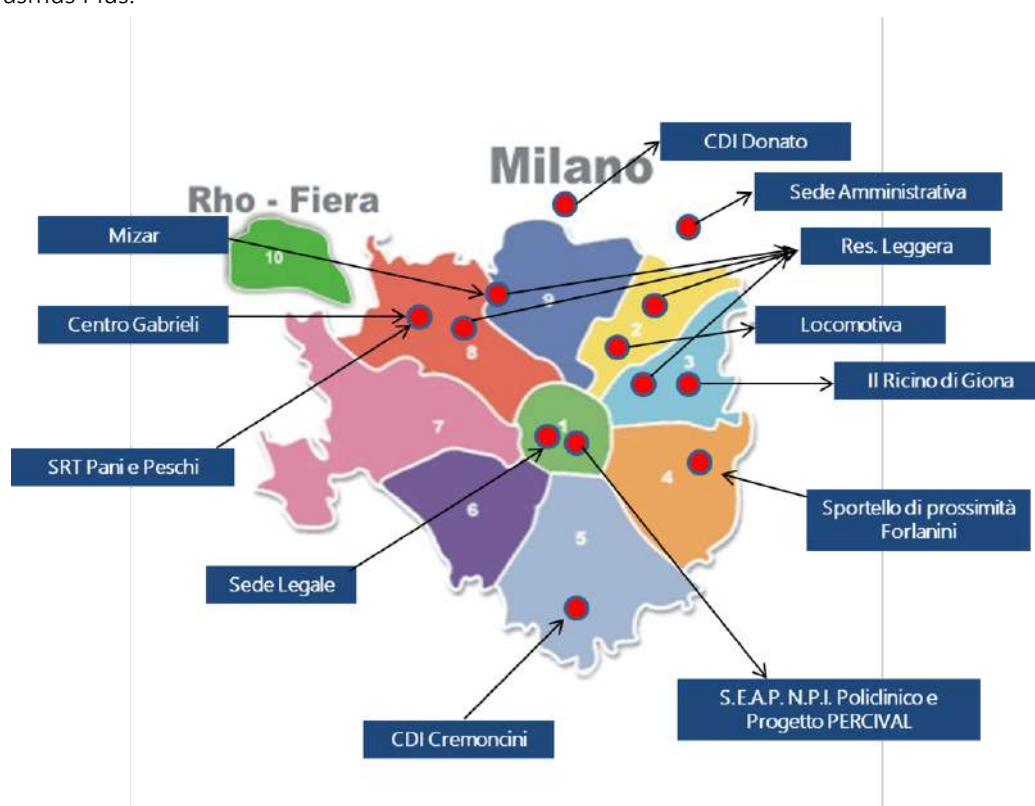 CDI Donato
Milano
Sede Amministrativa
Rho - Fiera
Mizar
Res. Leggera
10
9
Centro Gabrieli
2
Locomotiva
8
3
Il Ricino di Giona
1
7
SRT Pani e Peschi
4
6
Sportello di prossimità
Forlanini
5
Sede Legale
S.E.A.P. N.P.I. Policlinico e
Progetto PERCIVAL
CDI Cremoncini